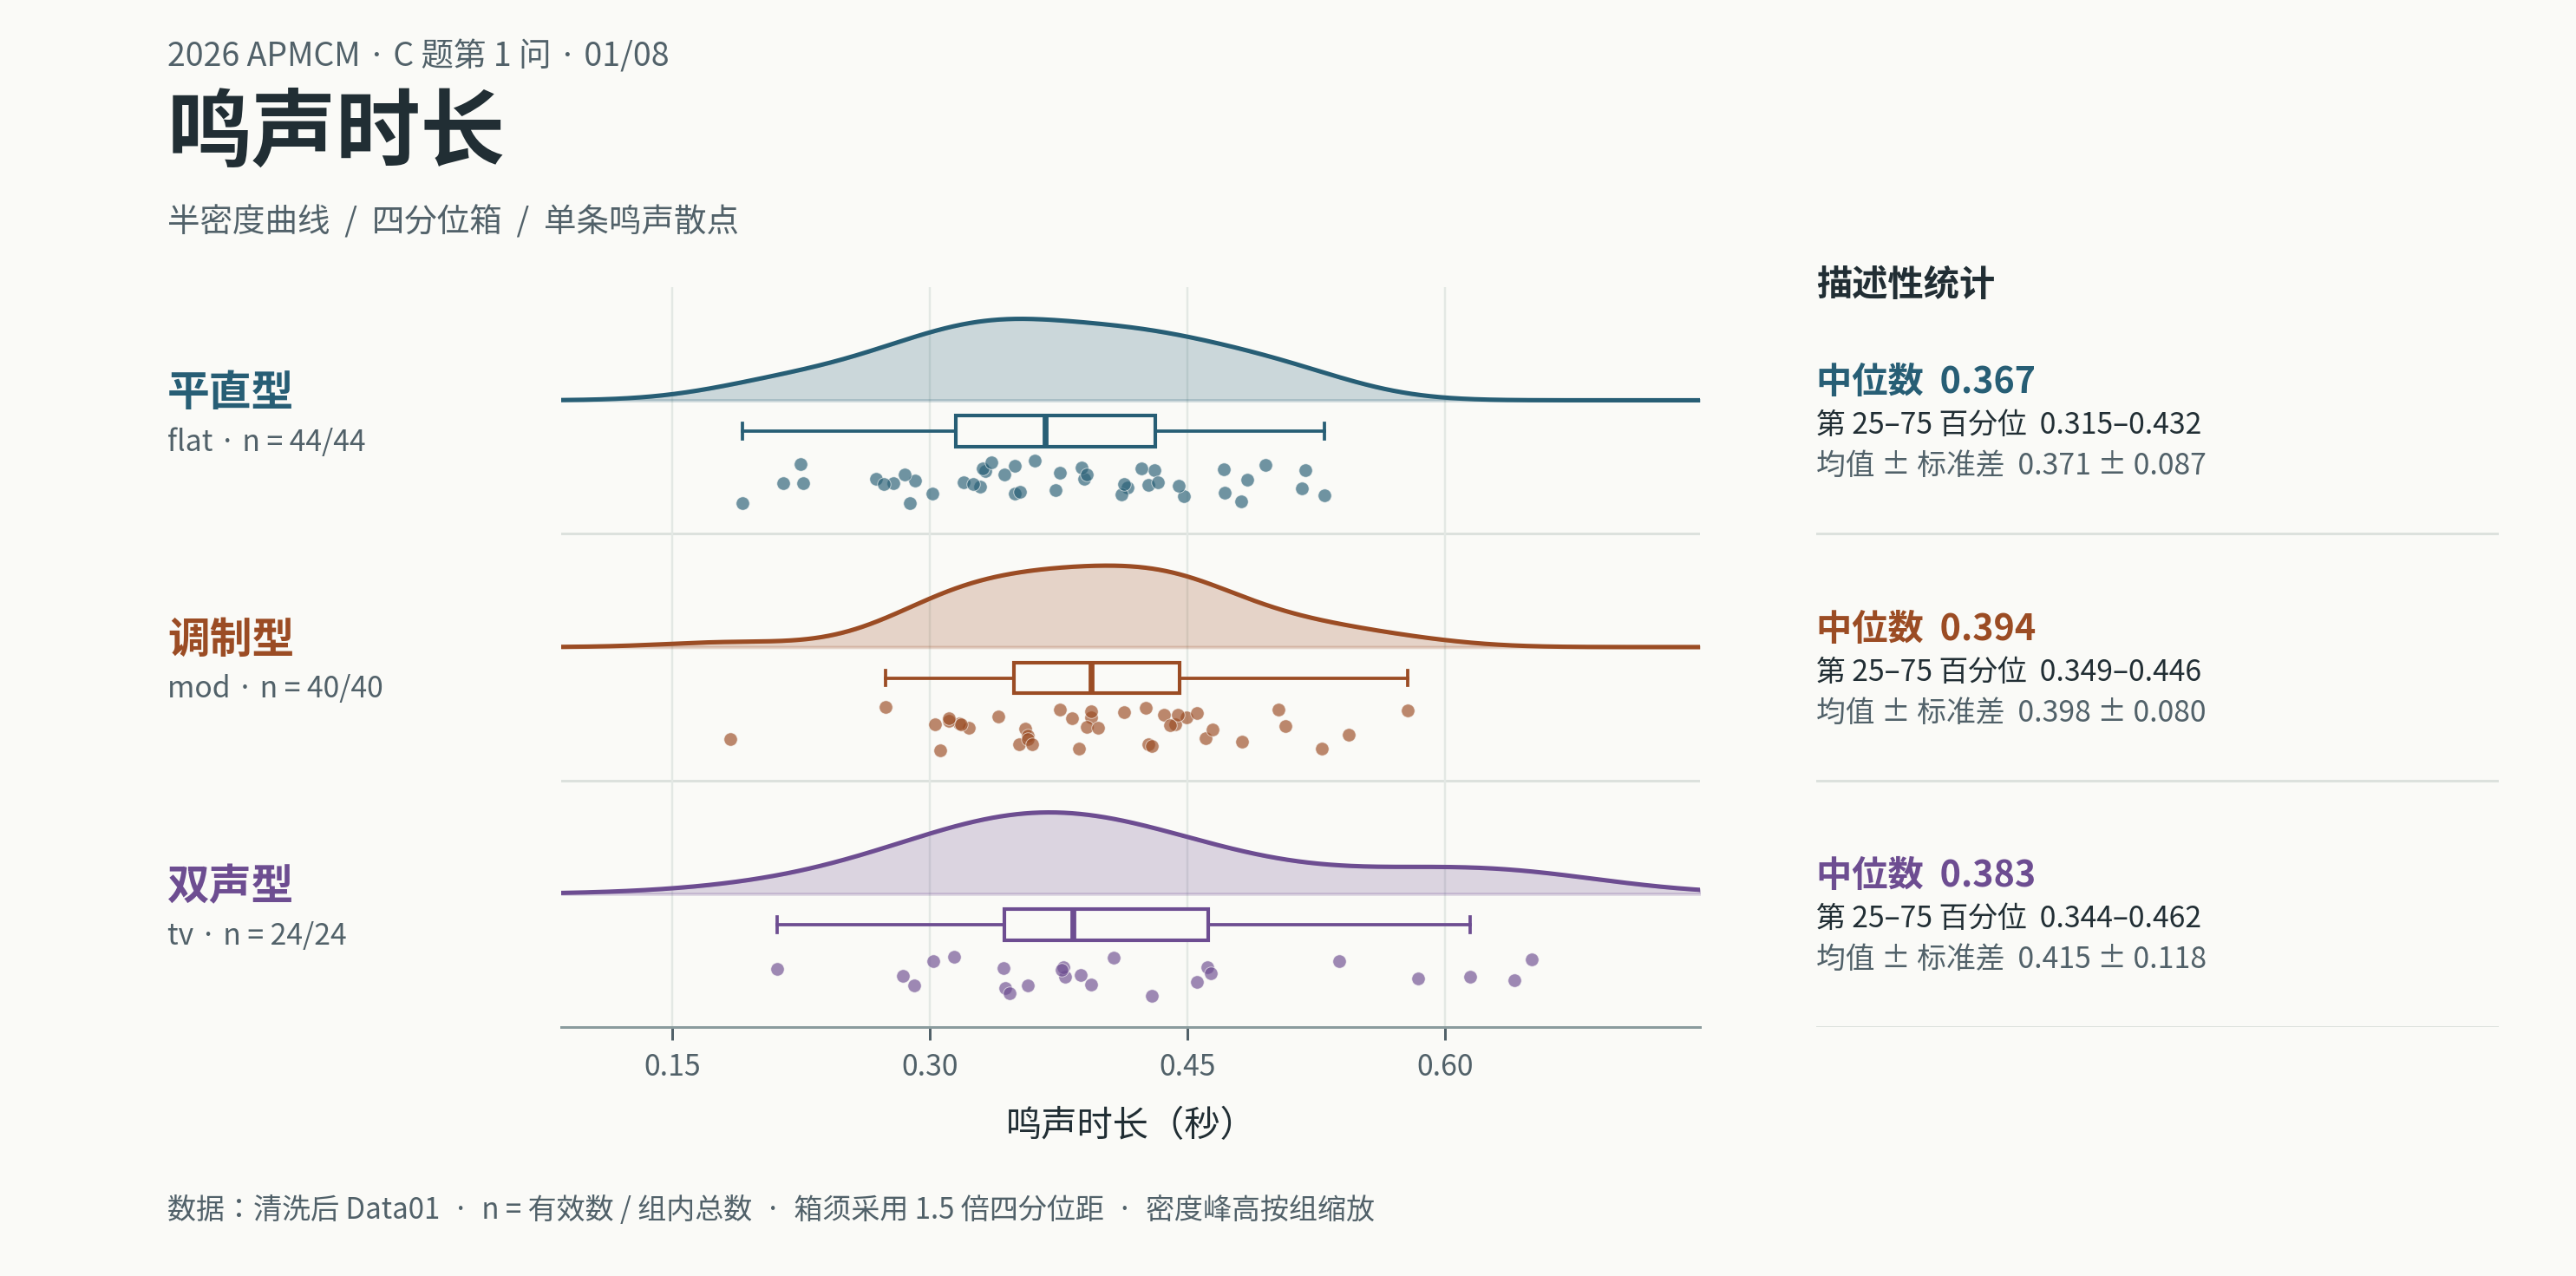 2026 APMCM · C 题第 1 问 · 01/08
鸣声时长
半密度曲线 / 四分位箱 / 单条鸣声散点
描述性统计
平直型
flat · n = 44/44
中位数 0.367
第 25–75 百分位 0.315–0.432
均值 ± 标准差 0.371 ± 0.087
调制型
mod · n = 40/40
中位数 0.394
第 25–75 百分位 0.349–0.446
均值 ± 标准差 0.398 ± 0.080
双声型
tv · n = 24/24
中位数 0.383
第 25–75 百分位 0.344–0.462
均值 ± 标准差 0.415 ± 0.118
0.15 0.30 0.45 0.60
鸣声时长（秒）
数据：清洗后 Data01 · n = 有效数 / 组内总数 · 箱须采用 1.5 倍四分位距 · 密度峰高按组缩放